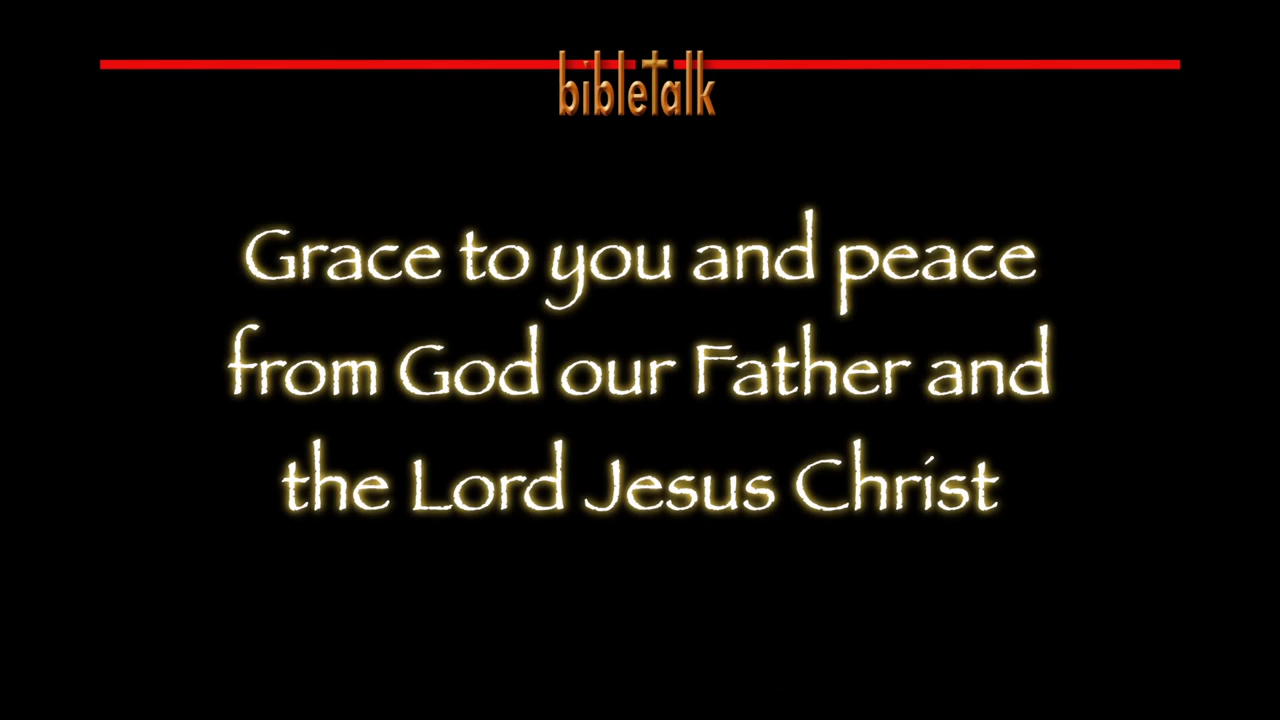 bibleTalk
Grace to you and peace
from God our Father and
the Lord Jesus Christ